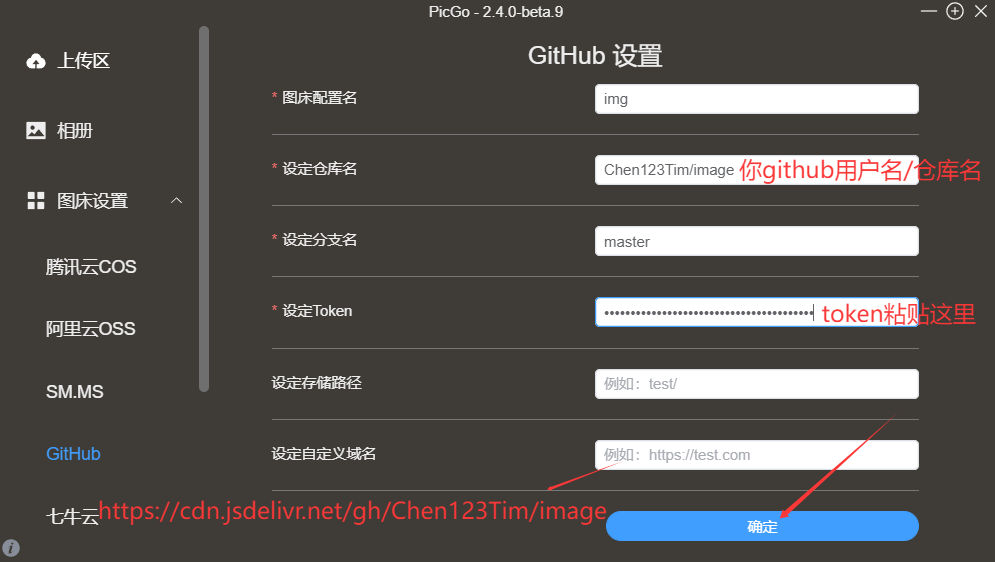 PicGo - 2.4.0-beta.9
上传区
相册
图床设置
腾讯云COS
阿里云OSS
SM.MS
GitHub
七牛云
GitHub 设置
* 图床配置名
img
* 设定仓库名
Chen123Tim/image 你github用户名/仓库名
* 设定分支名
master
* 设定Token
token粘贴这里
设定存储路径
例如：test/
设定自定义域名
例如：https://test.com
https://cdn.jsdelivr.net/gh/Chen123Tim/image
确定